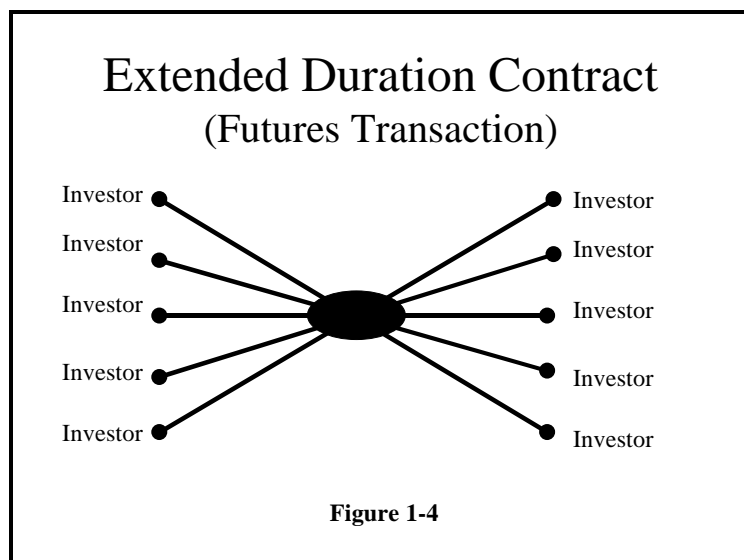 Extended Duration Contract
(Futures Transaction)
Investor
Investor
Investor
Investor
Investor
Investor
Investor
Investor
Investor
Investor
Figure 1-4